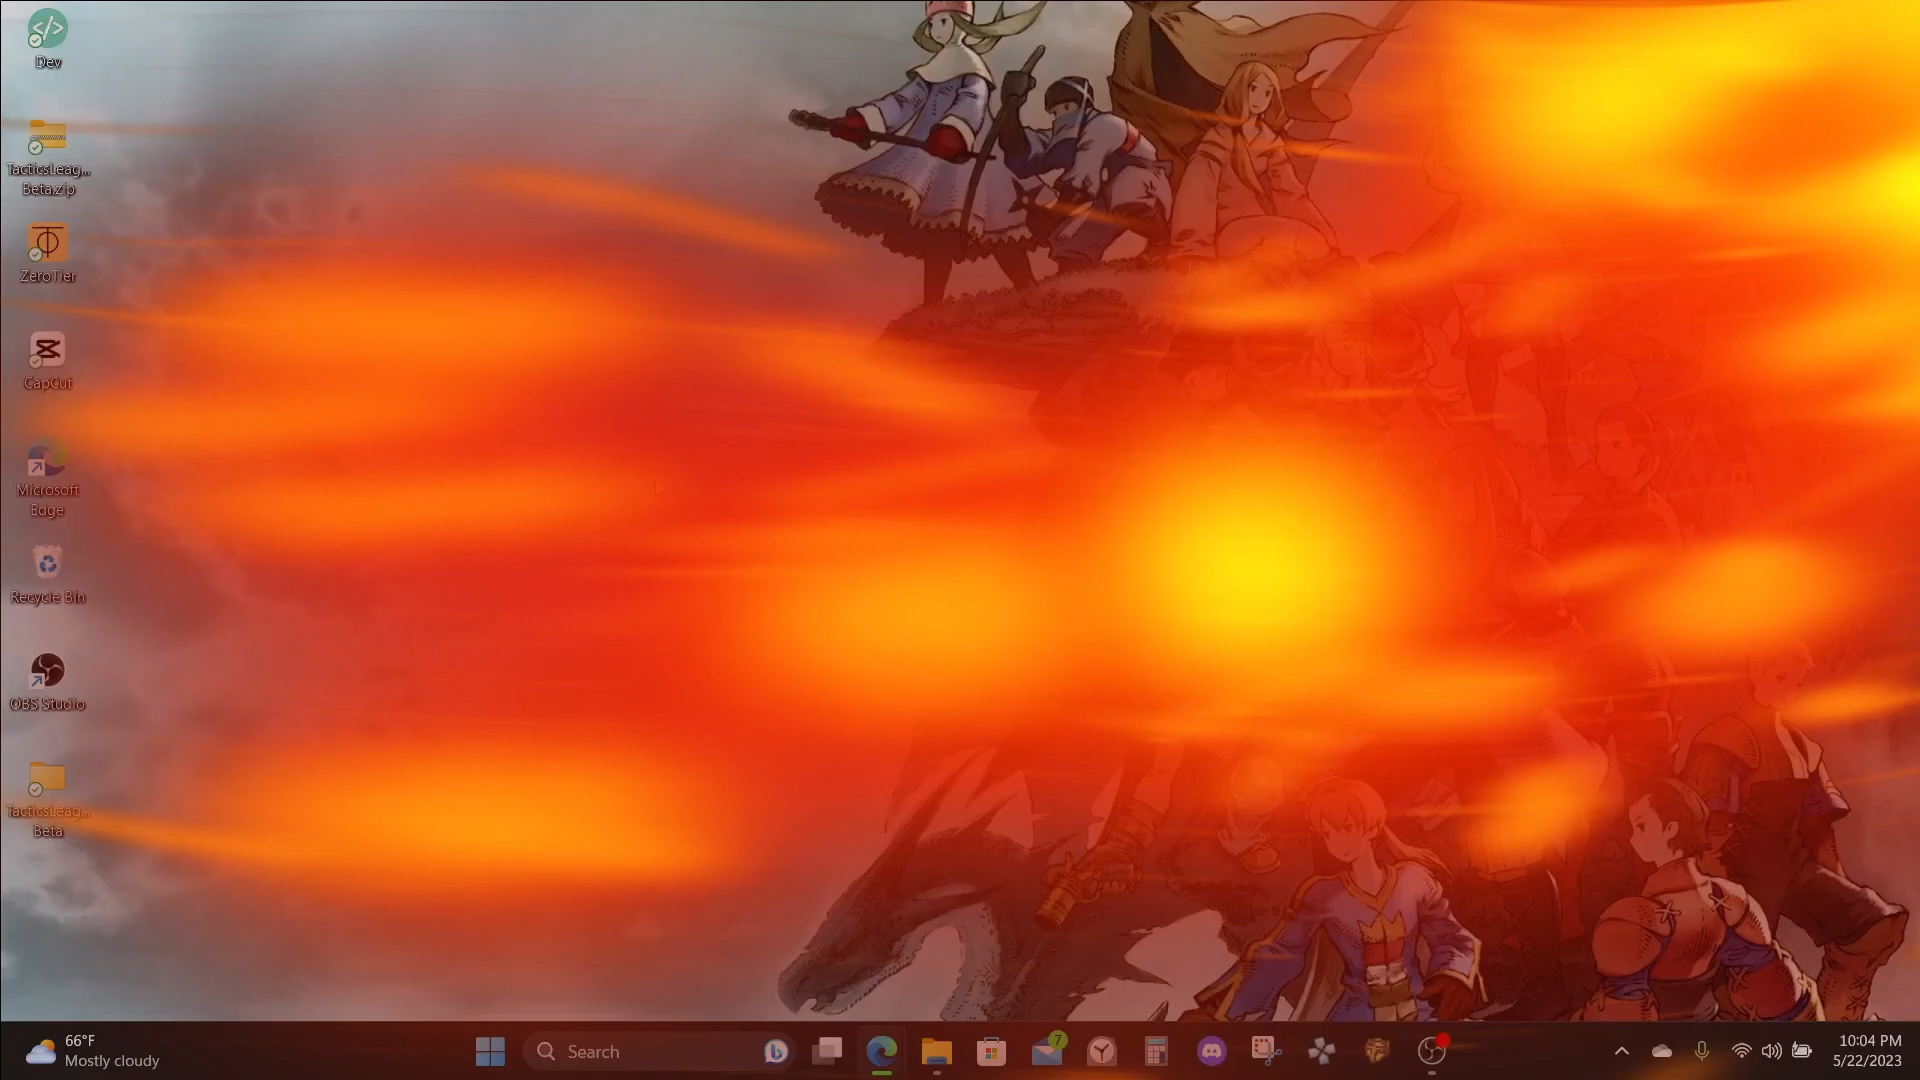 Dev
TacticsLeag...
Beta.zip
ZeroTier
CapCut
Microsoft
Edge
Recycle Bin
OBS Studio
TacticsLeag...
Beta
66°F
Mostly cloudy
Search
7
10:04 PM
5/22/2023